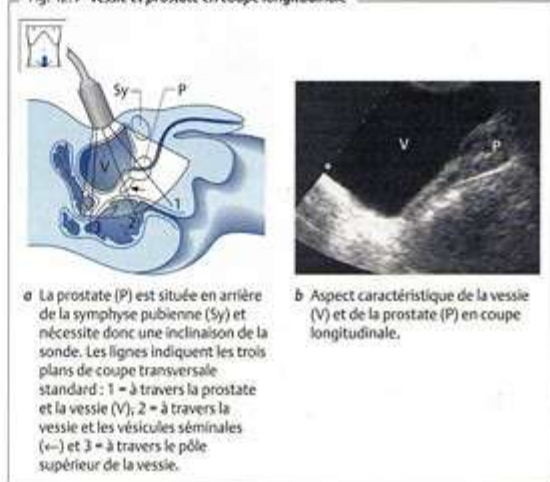 Vessie et prostate en coupe longitudinale
Sy
P
V
1
2
V
P
a La prostate (P) est située en arrière
de la symphyse pubienne (Sy) et
nécessite donc une inclinaison de la
sonde. Les lignes indiquent les trois
plans de coupe transversale
standard : 1 = à travers la prostate
et la vessie (V), 2 = à travers la
vessie et les vésicules séminales
(←) et 3 = à travers le pôle
supérieur de la vessie.
b Aspect caractéristique de la vessie
(V) et de la prostate (P) en coupe
longitudinale.